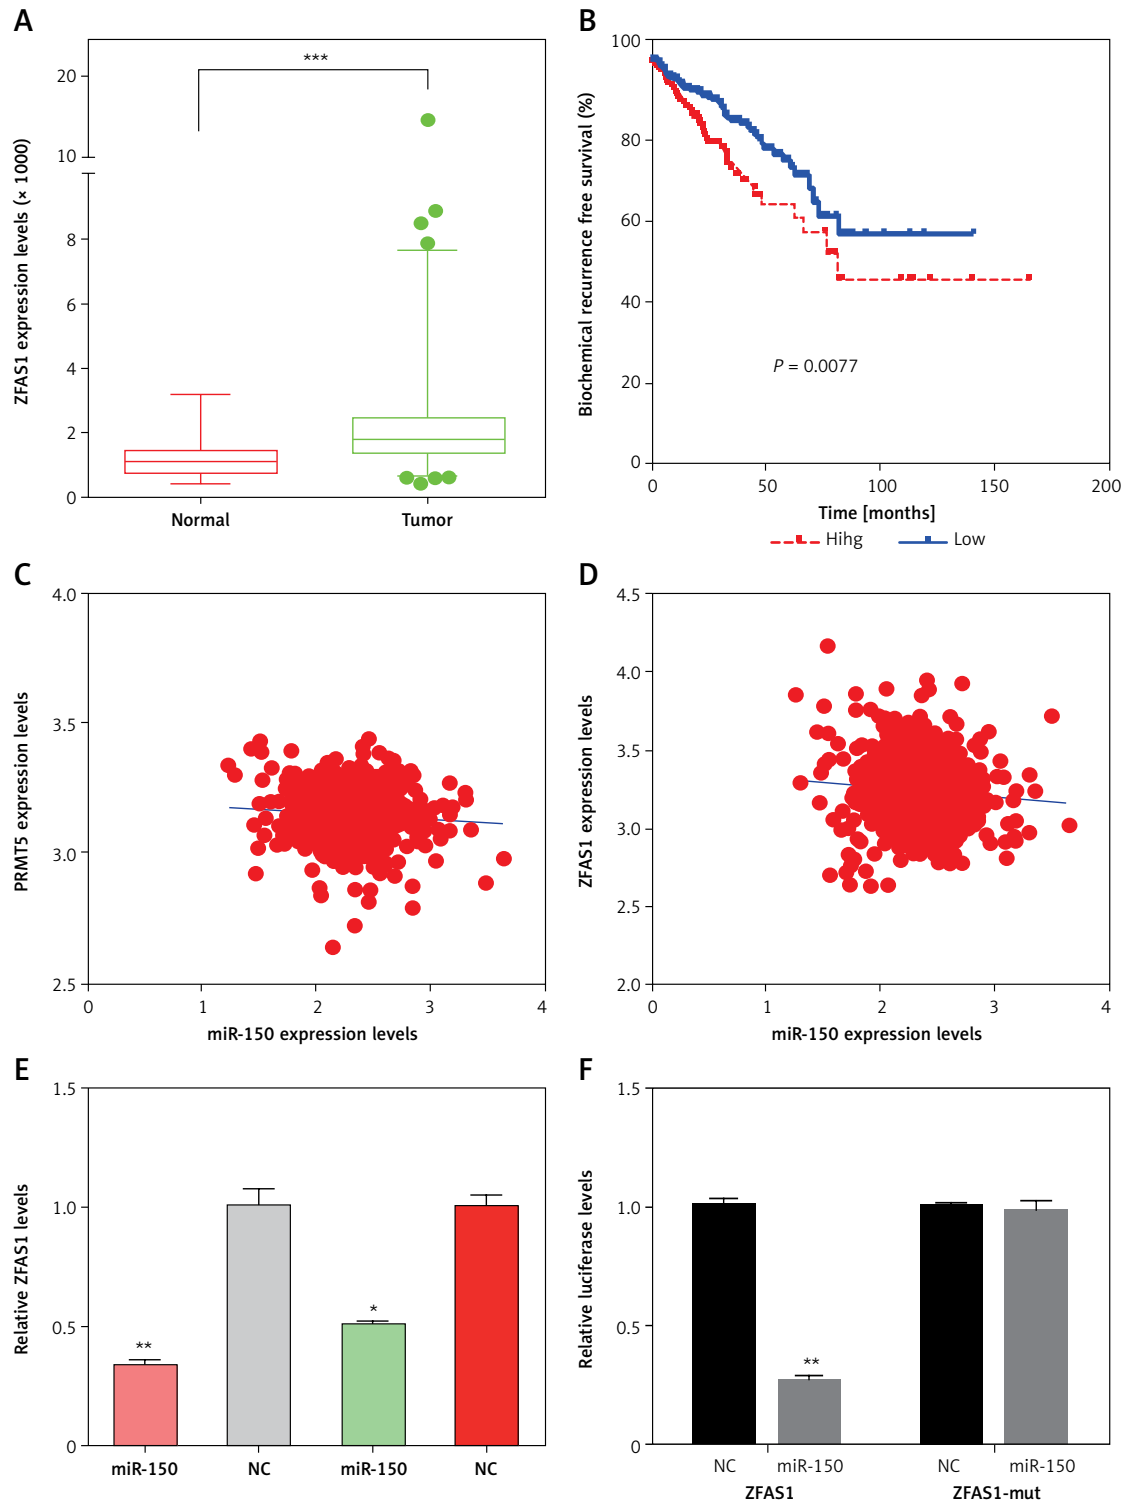 A
ZFAS1 expression levels (× 1000)
20
10
8
6
4
2
0
***
Normal
Tumor
B
Biochemical recurrence free survival (%)
100
80
60
40
20
0
P = 0.0077
0 50 100 150 200
Time [months]
Hihg
Low
C
PRMT5 expression levels
4.0
3.5
3.0
2.5
0 1 2 3 4
miR-150 expression levels
D
ZFAS1 expression levels
4.5
4.0
3.5
3.0
2.5
2.0
0 1 2 3 4
miR-150 expression levels
E
Relative ZFAS1 levels
1.5
1.0
0.5
0
**
*
miR-150 NC miR-150 NC
F
Relative luciferase levels
1.5
1.0
0.5
0
**
NC miR-150 NC miR-150
ZFAS1 ZFAS1-mut